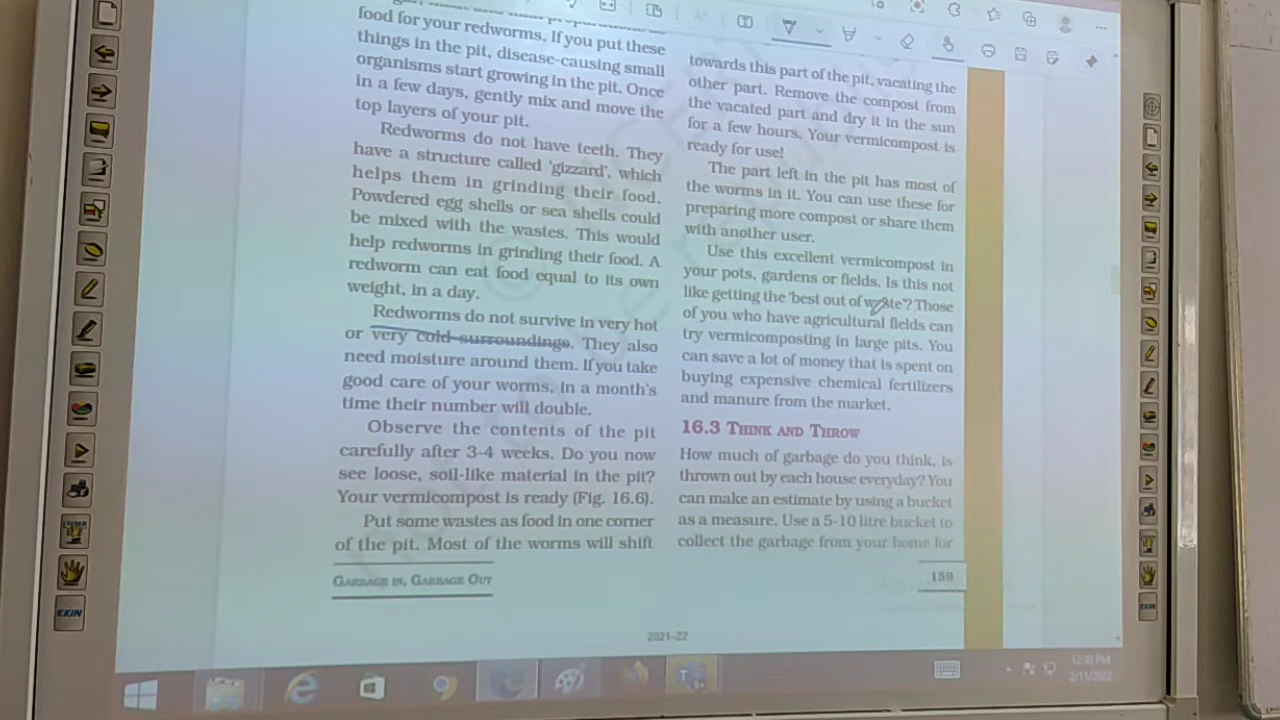 food for your redworms. If you put these
things in the pit, disease-causing small
organisms start growing in the pit. Once
in a few days, gently mix and move the
top layers of your pit.
Redworms do not have teeth. They
have a structure called 'gizzard', which
helps them in grinding their food.
Powdered egg shells or sea shells could
be mixed with the wastes. This would
help redworms in grinding their food. A
redworm can eat food equal to its own
weight, in a day.
Redworms do not survive in very hot
or very cold surroundings. They also
need moisture around them. If you take
good care of your worms, in a month's
time their number will double.
Observe the contents of the pit
carefully after 3-4 weeks. Do you now
see loose, soil-like material in the pit?
Your vermicompost is ready (Fig. 16.6).
Put some wastes as food in one corner
of the pit. Most of the worms will shift
towards this part of the pit, vacating the
other part. Remove the compost from
the vacated part and dry it in the sun
for a few hours. Your vermicompost is
ready for use!
The part left in the pit has most of
the worms in it. You can use these for
preparing more compost or share them
with another user.
Use this excellent vermicompost in
your pots, gardens or fields. Is this not
like getting the 'best out of waste'? Those
of you who have agricultural fields can
try vermicomposting in large pits. You
can save a lot of money that is spent on
buying expensive chemical fertilizers
and manure from the market.
16.3 THINK AND THROW
How much of garbage do you think, is
thrown out by each house everyday? You
can make an estimate by using a bucket
as a measure. Use a 5-10 litre bucket to
collect the garbage from your home for
GARBAGE IN, GARBAGE OUT
159
2021–22
12:30 PM
2/11/2022
EXIN